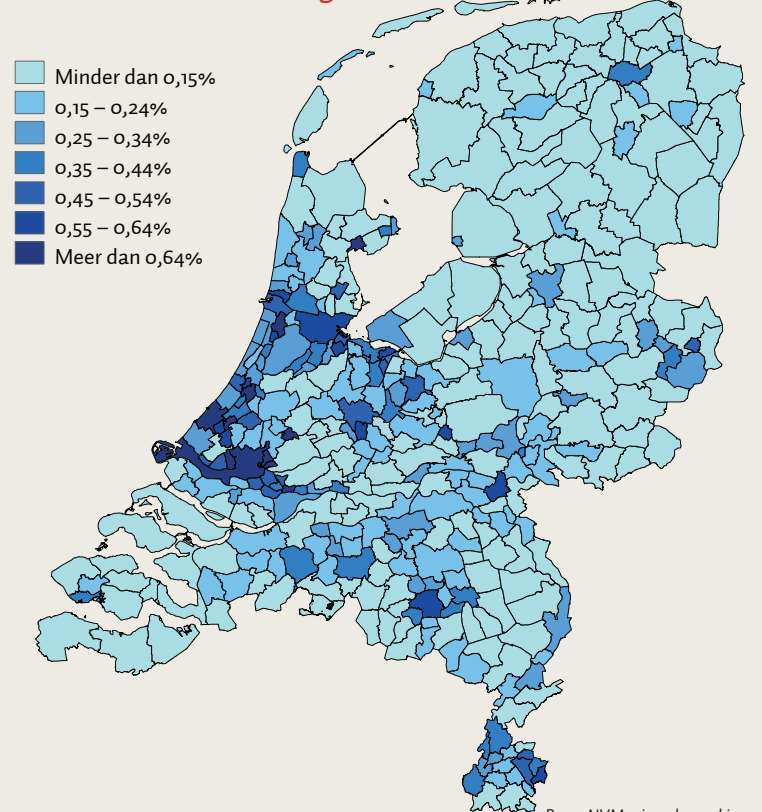 Minder dan 0,15%
0,15 – 0,24%
0,25 – 0,34%
0,35 – 0,44%
0,45 – 0,54%
0,55 – 0,64%
Meer dan 0,64%